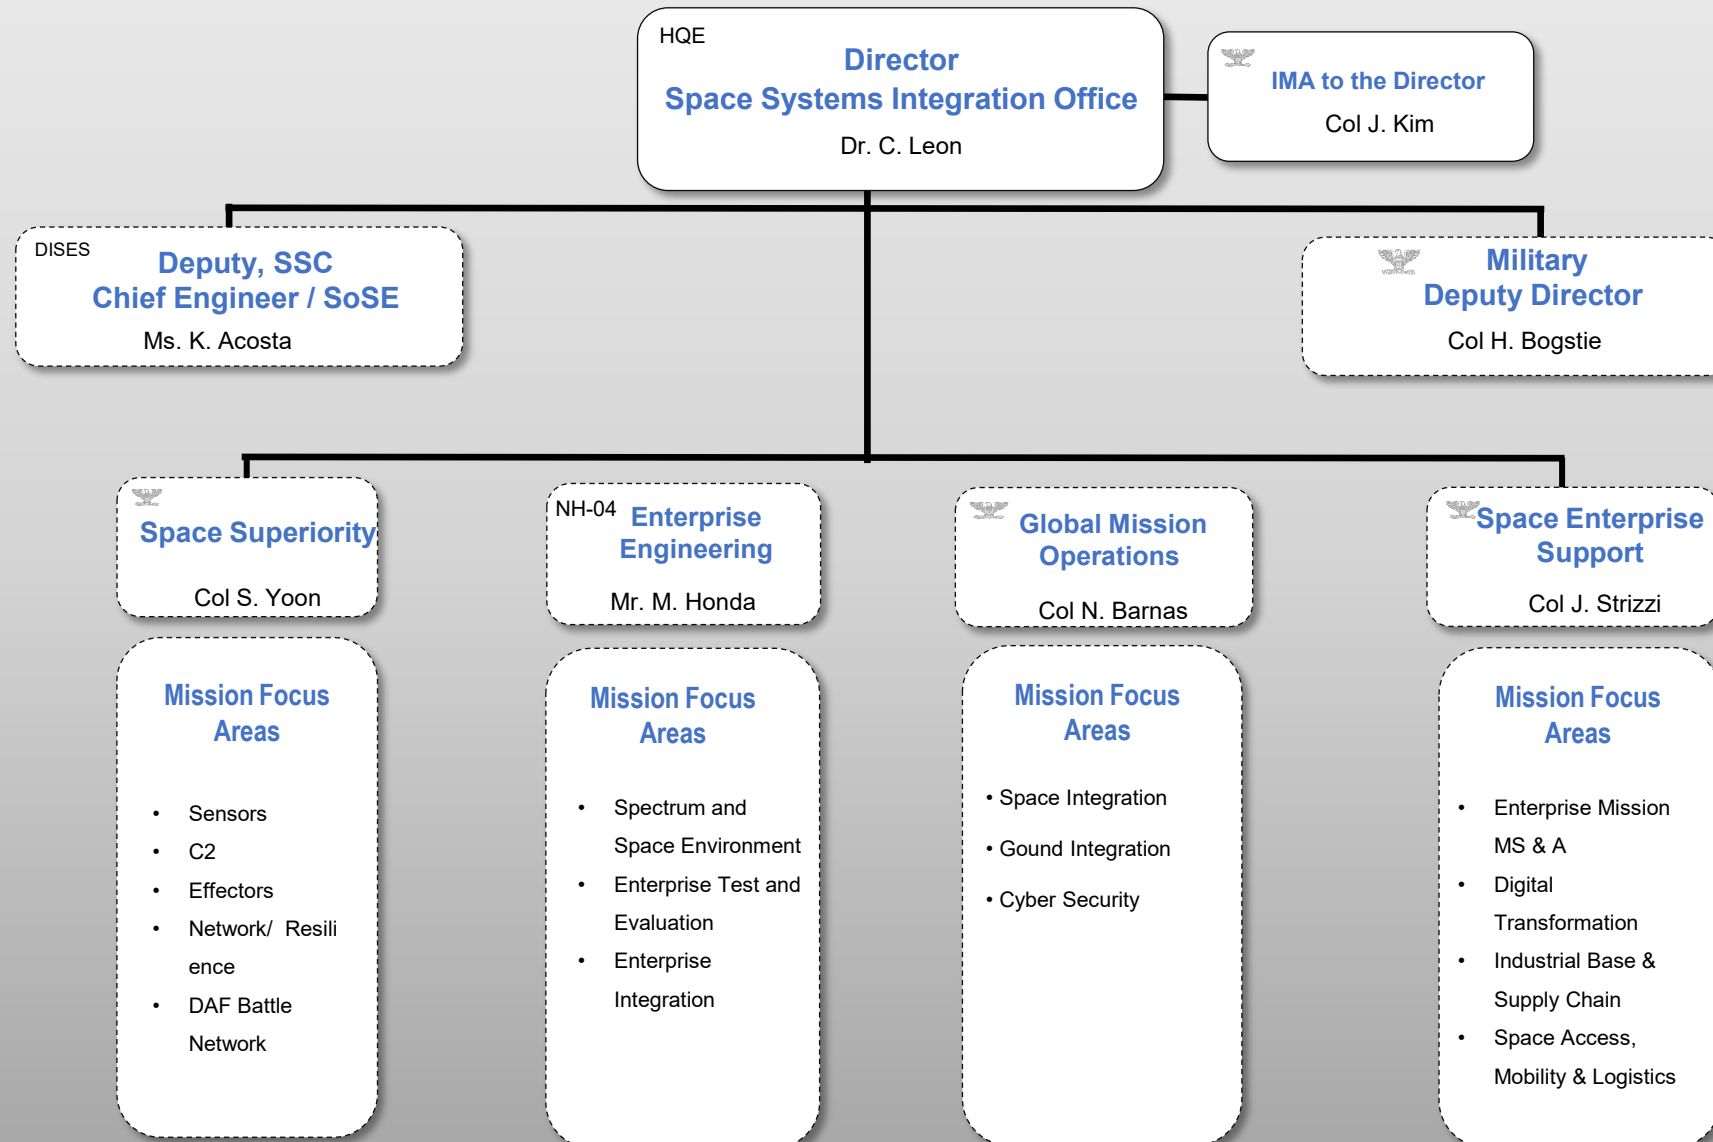 HQE
Director
Space Systems Integration Office
Dr. C. Leon
IMA to the Director
Col J. Kim
DISES
Deputy, SSC
Chief Engineer / SoSE
Ms. K. Acosta
Military
Deputy Director
Col H. Bogstie
Space Superiority
Col S. Yoon
NH-04
Enterprise
Engineering
Mr. M. Honda
Global Mission
Operations
Col N. Barnas
Space Enterprise
Support
Col J. Strizzi
Mission Focus
Areas
• Sensors
• C2
• Effectors
• Network/ Resili
ence
• DAF Battle
Network
Mission Focus
Areas
• Spectrum and
Space Environment
• Enterprise Test and
Evaluation
• Enterprise
Integration
Mission Focus
Areas
• Space Integration
• Gound Integration
• Cyber Security
Mission Focus
Areas
• Enterprise Mission
MS & A
• Digital
Transformation
• Industrial Base &
Supply Chain
• Space Access,
Mobility & Logistics